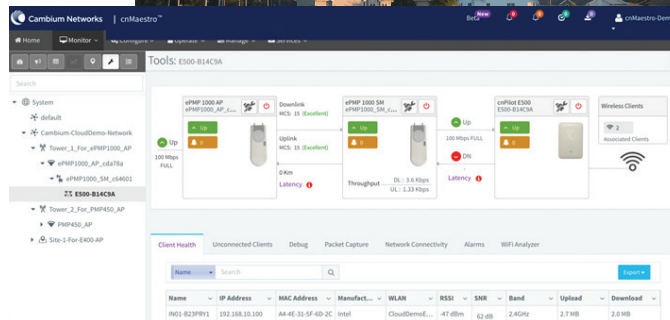 Cambium Networks | cnMaestro™
Beta New
cnMaestro-Dem
Home
Monitor
Configure
Operate
Manage
Services
Tools: E500-B14C9A
Search
System
default
Cambium-CloudDemo-Network
Tower_1_For_ePMP1000_AP
ePMP1000_AP_cda78a
ePMP1000_SM_c64601
E500-B14C9A
Tower_2_For_PMP450_AP
PMP450_AP
Site-1-For-E400-AP
Up
100 Mbps
FULL
ePMP 1000 AP
Up
0
Downlink
MCS: 15 (Excellent)
Uplink
MCS: 15 (Excellent)
0 Km
Latency
ePMP 1000 SM
Up
0
Throughput
DL : 3.6 Kbps
UL : 1.33 Kbps
Up
100 Mbps FULL
DN
-
Latency
cnPilot E500
E500-B14C9A
Up
0
Wireless Clients
2
Associated Clients
Client Health
Unconnected Clients
Debug
Packet Capture
Network Connectivity
Alarms
WiFi Analyzer
Name
Search
Export
Name IP Address MAC Address Manufact... WLAN RSSI SNR Band Upload Download
IN01-B23PRY1 192.168.10.100 A4-4E-31-5F-6D-2C Intel CloudDemoE... -47 dBm 62 dB 2.4GHz 2.7 MB 2.0 MB